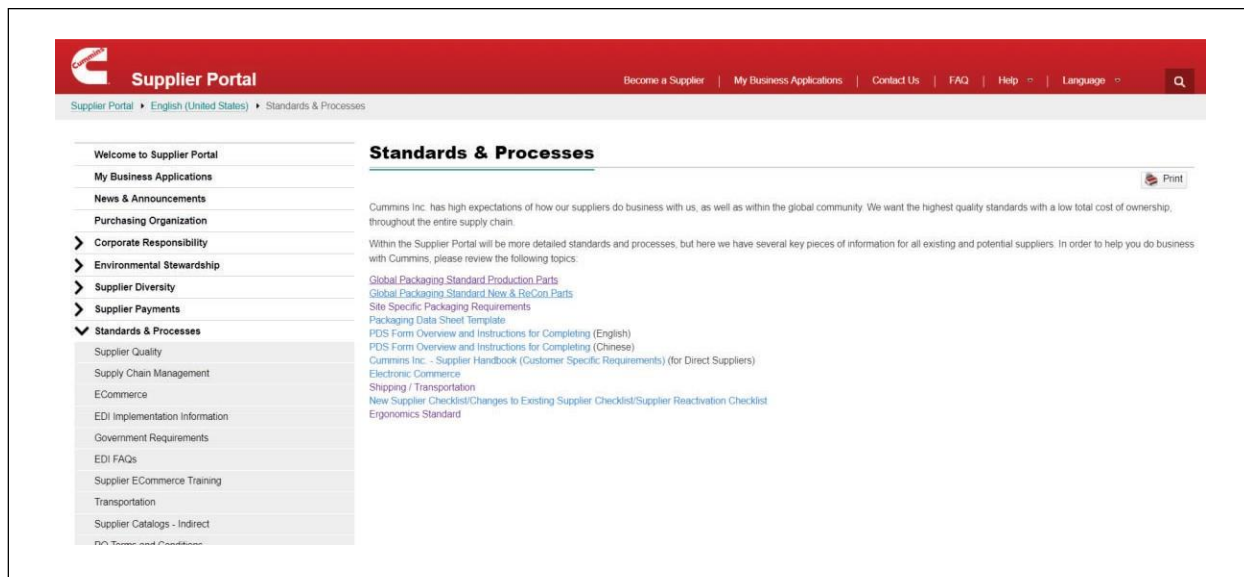 Cummins
Supplier Portal
Become a Supplier | My Business Applications | Contact Us | FAQ | Help | Language
Supplier Portal English (United States) Standards & Processes
Welcome to Supplier Portal
My Business Applications
News & Announcements
Purchasing Organization
Corporate Responsibility
Environmental Stewardship
Supplier Diversity
Supplier Payments
Standards & Processes
Supplier Quality
Supply Chain Management
ECommerce
EDI Implementation Information
Government Requirements
EDI FAQs
Supplier ECommerce Training
Transportation
Supplier Catalogs - Indirect
PO Terms and Conditions
Standards & Processes
Print
Cummins Inc. has high expectations of how our suppliers do business with us, as well as within the global community. We want the highest quality standards with a low total cost of ownership,
throughout the entire supply chain.
Within the Supplier Portal will be more detailed standards and processes, but here we have several key pieces of information for all existing and potential suppliers. In order to help you do business
with Cummins, please review the following topics:
Global Packaging Standard Production Parts
Global Packaging Standard New & ReCon Parts
Site Specific Packaging Requirements
Packaging Data Sheet Template
PDS Form Overview and Instructions for Completing (English)
PDS Form Overview and Instructions for Completing (Chinese)
Cummins Inc. - Supplier Handbook (Customer Specific Requirements) (for Direct Suppliers)
Electronic Commerce
Shipping / Transportation
New Supplier Checklist/Changes to Existing Supplier Checklist/Supplier Reactivation Checklist
Ergonomics Standard